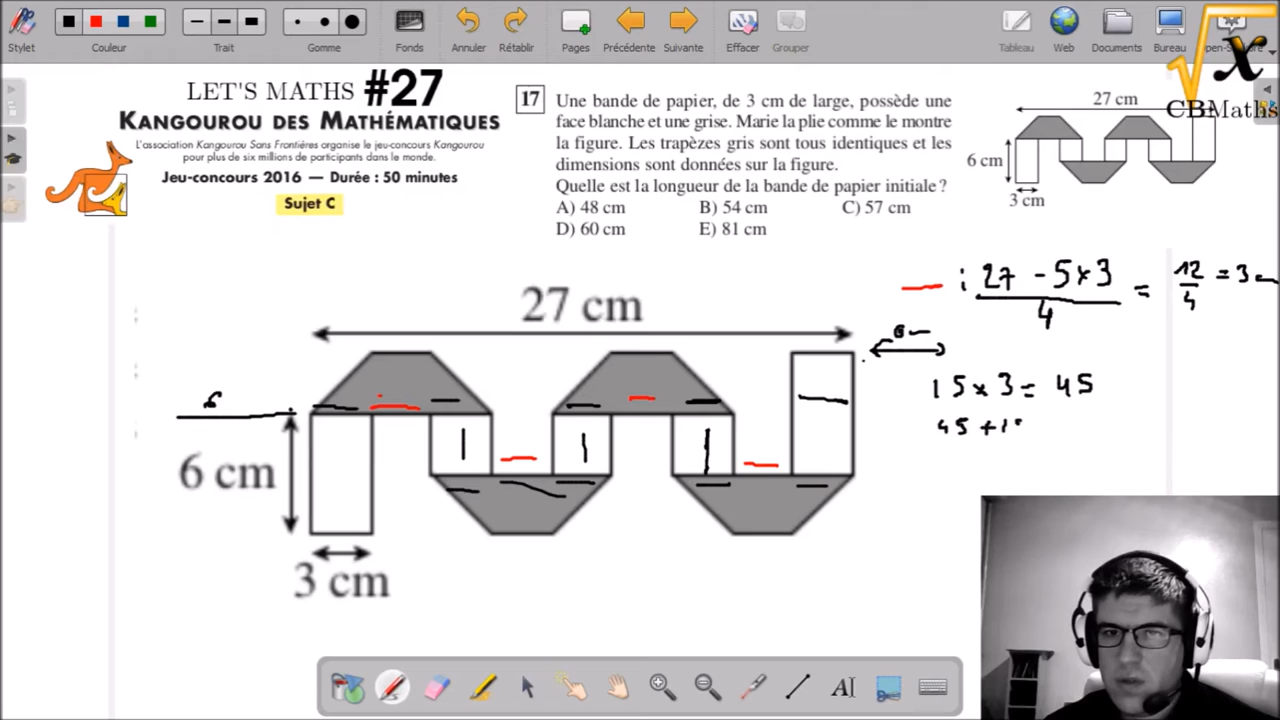 Stylet
Couleur
Trait
Gomme
Fonds
Annuler
Rétablir
Pages
Précédente
Suivante
Effacer
Grouper
Tableau
Web
Documents
Bureau
LET'S MATHS #27
KANGOUROU DES MATHÉMATIQUES
L'association Kangourou Sans Frontières organise le jeu-concours Kangourou
pour plus de six millions de participants dans le monde.
Jeu-concours 2016 — Durée : 50 minutes
Sujet C
17 Une bande de papier, de 3 cm de large, possède une
face blanche et une grise. Marie la plie comme le montre
la figure. Les trapèzes gris sont tous identiques et les
dimensions sont données sur la figure.
Quelle est la longueur de la bande de papier initiale ?
A) 48 cm B) 54 cm C) 57 cm
D) 60 cm E) 81 cm
x
CBMaths
27 cm
6 cm
3 cm
27 cm
6 cm
3 cm
6
: 27 - 5 x 3 / 4 = 12 / 4 = 3
15 x 3 = 45
45 + 1
AI